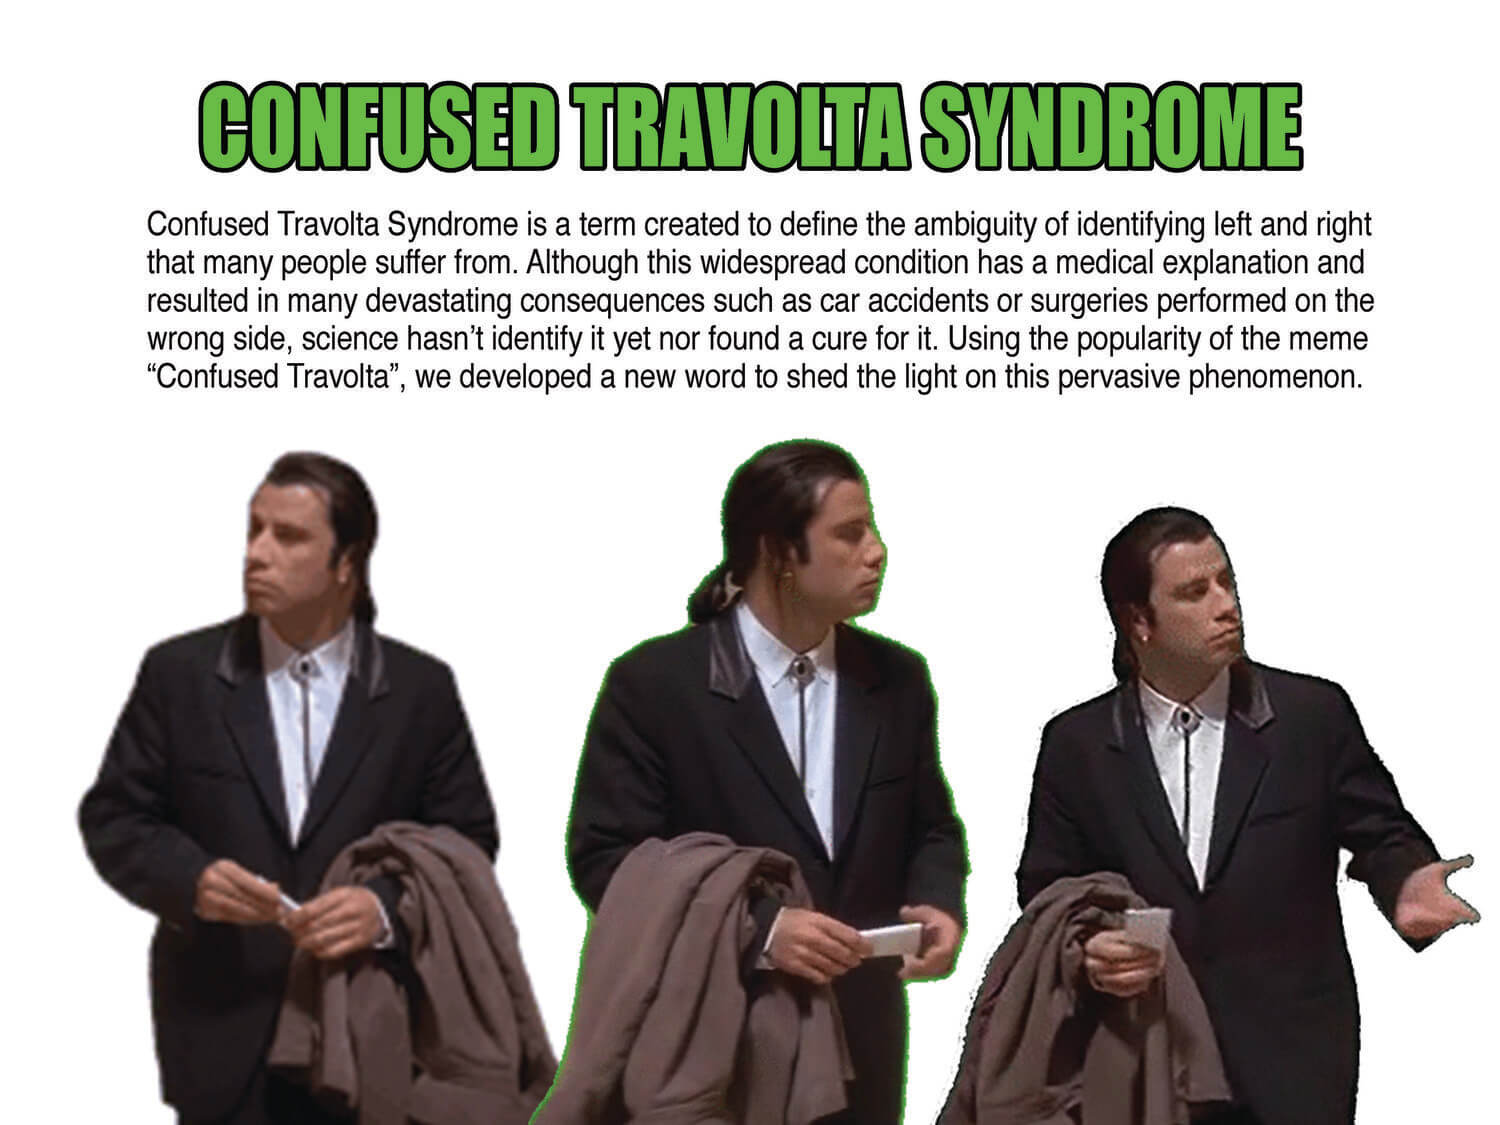 CONFUSED TRAVOLTA SYNDROME
Confused Travolta Syndrome is a term created to define the ambiguity of identifying left and right
that many people suffer from. Although this widespread condition has a medical explanation and
resulted in many devastating consequences such as car accidents or surgeries performed on the
wrong side, science hasn’t identify it yet nor found a cure for it. Using the popularity of the meme
“Confused Travolta”, we developed a new word to shed the light on this pervasive phenomenon.